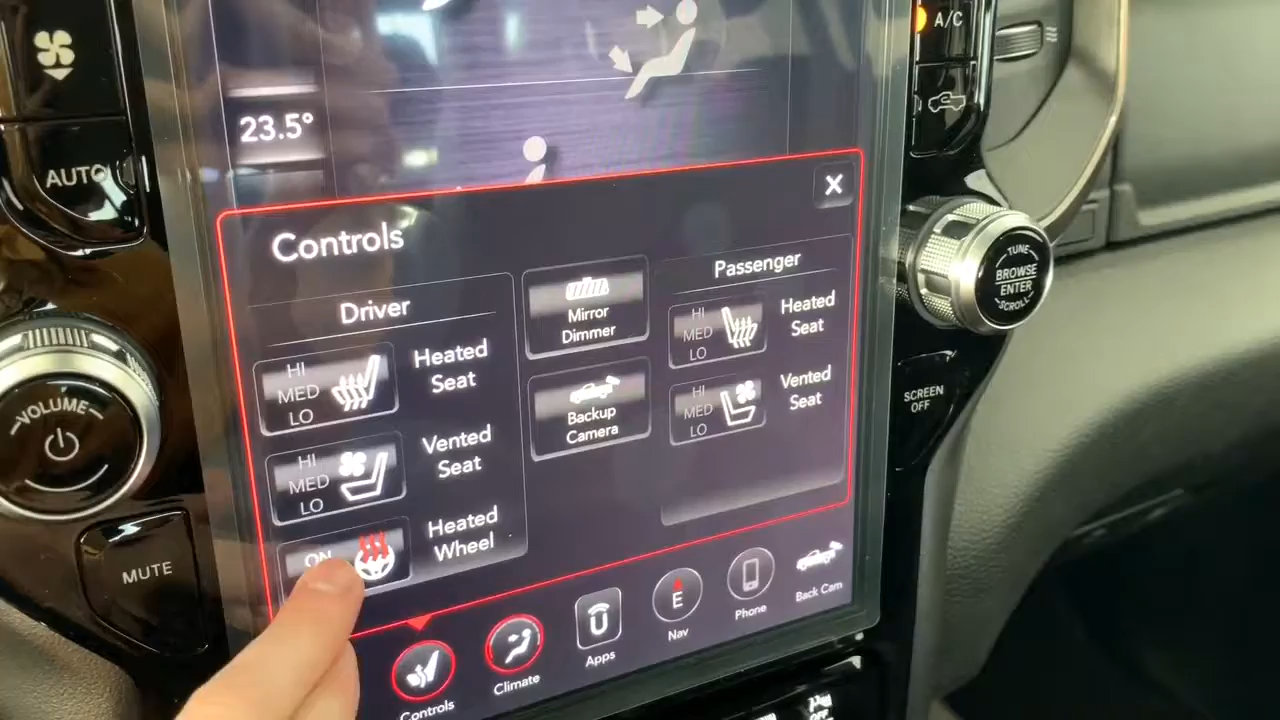 A/C
23.5°
AUTO
Controls
X
Driver
HI
MED
LO
Heated
Seat
HI
MED
LO
Vented
Seat
ON
Heated
Wheel
Mirror
Dimmer
Backup
Camera
Passenger
HI
MED
LO
Heated
Seat
HI
MED
LO
Vented
Seat
TUNE
BROWSE
ENTER
SCROLL
SCREEN
OFF
VOLUME
MUTE
Controls
Climate
U
Apps
E
Nav
Phone
Back Cam
OFF